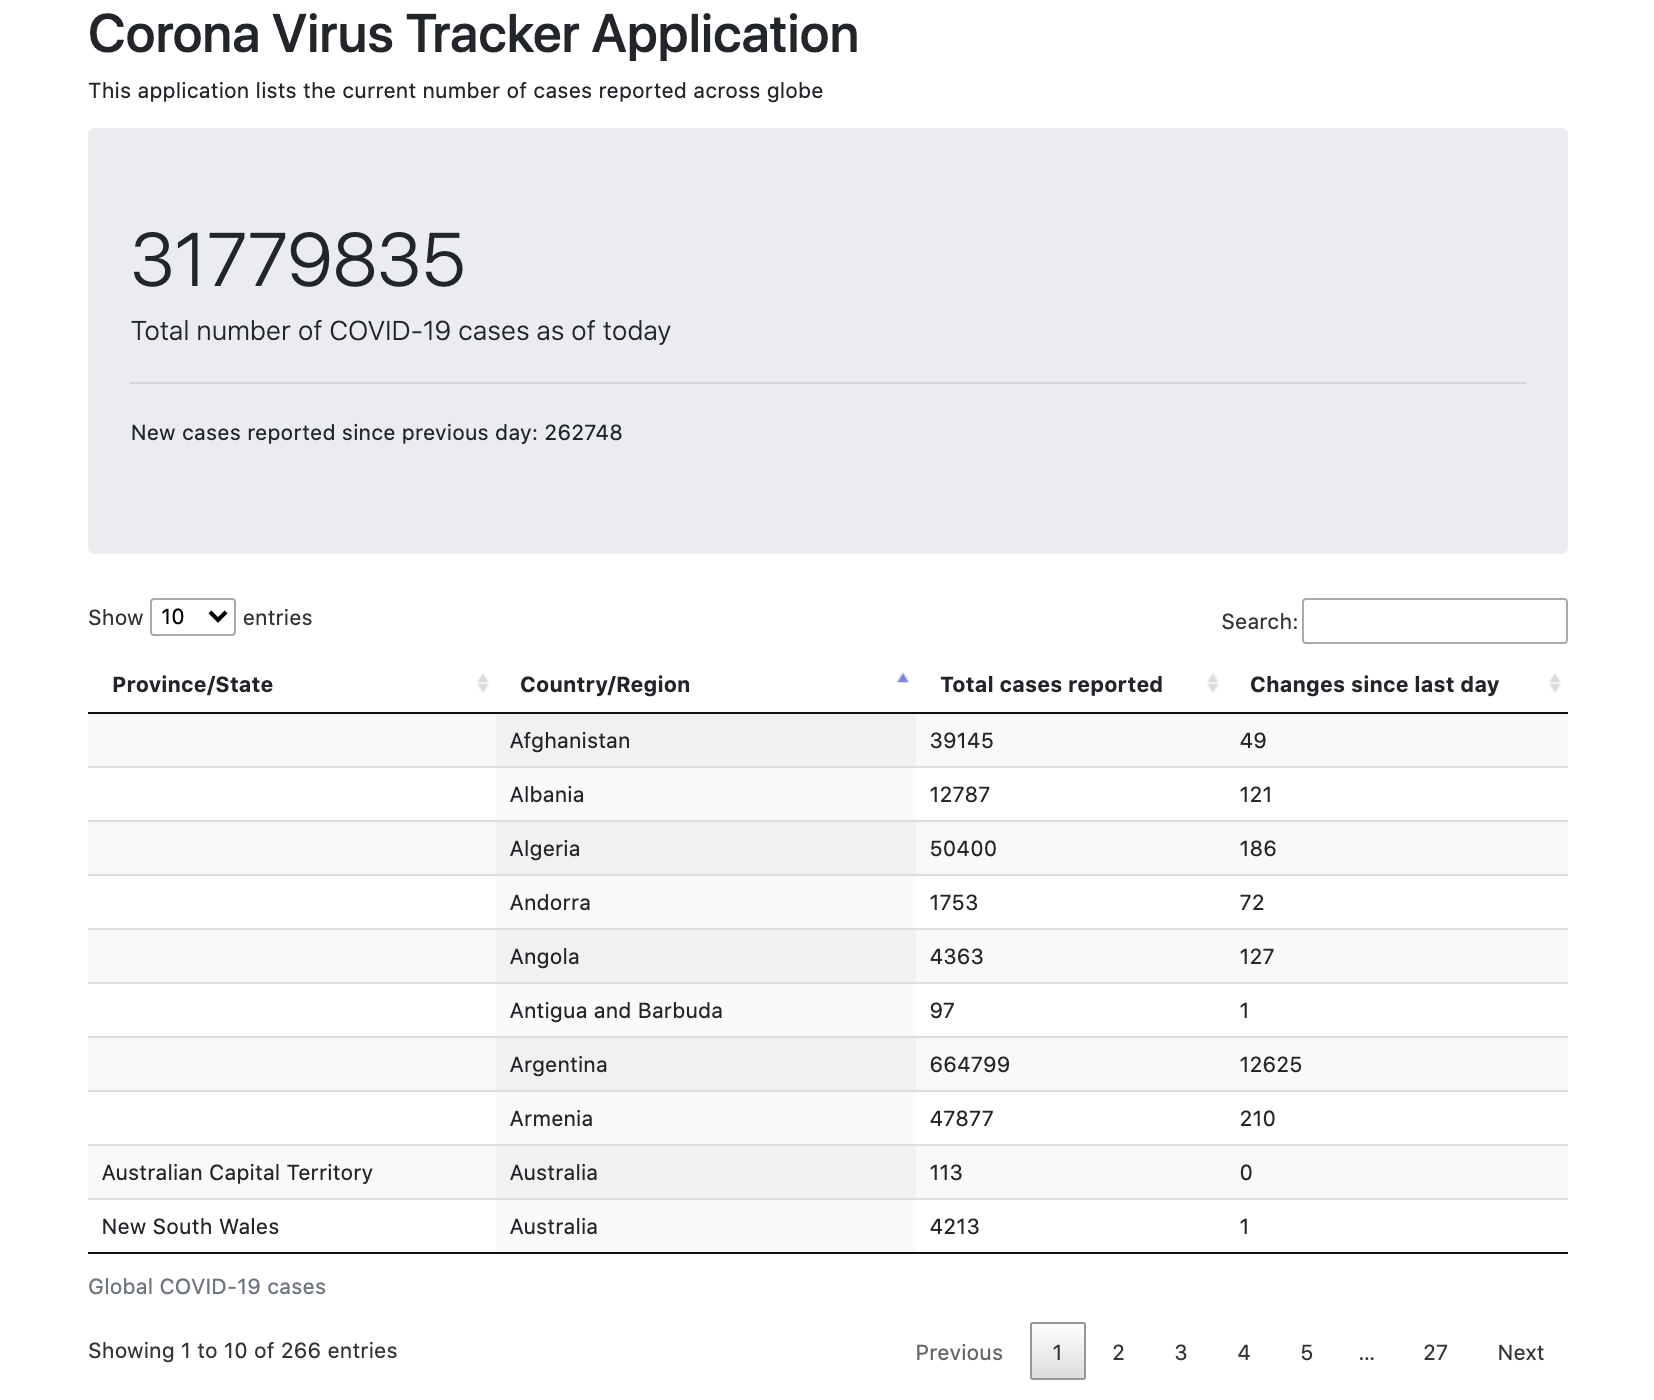 Corona Virus Tracker Application
This application lists the current number of cases reported across globe
31779835
Total number of COVID-19 cases as of today
New cases reported since previous day: 262748
Show 10 entries Search:
Province/State Country/Region Total cases reported Changes since last day
Afghanistan 39145 49
Albania 12787 121
Algeria 50400 186
Andorra 1753 72
Angola 4363 127
Antigua and Barbuda 97 1
Argentina 664799 12625
Armenia 47877 210
Australian Capital Territory Australia 113 0
New South Wales Australia 4213 1
Global COVID-19 cases
Showing 1 to 10 of 266 entries Previous 1 2 3 4 5 ... 27 Next